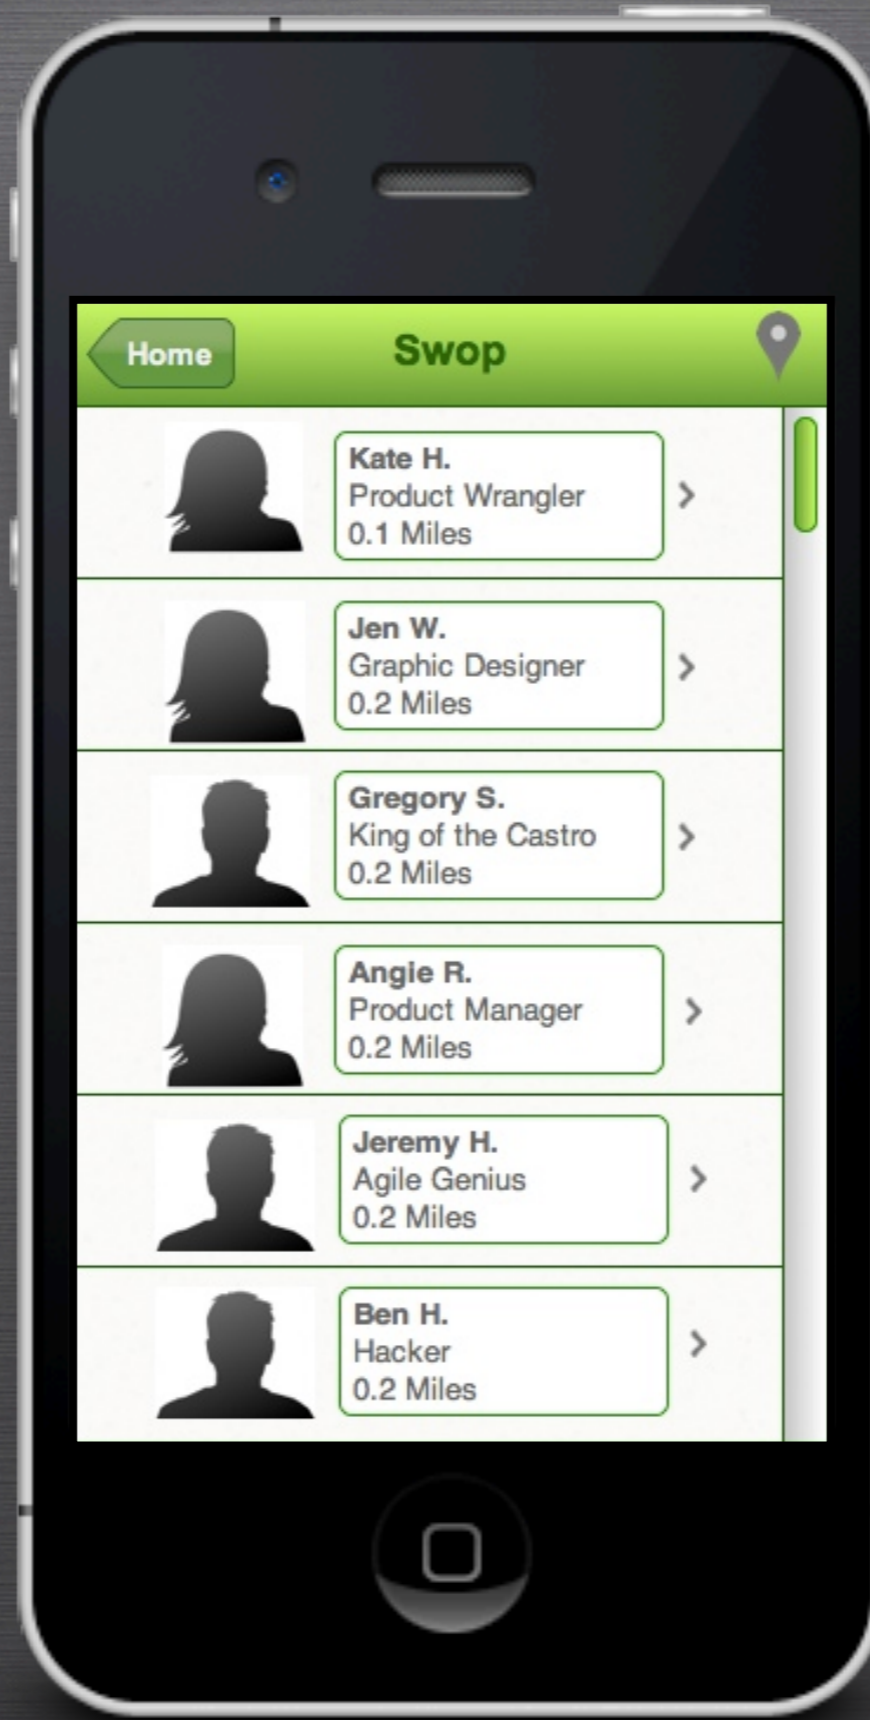 Home
Swop
Kate H.
Product Wrangler
0.1 Miles
Jen W.
Graphic Designer
0.2 Miles
Gregory S.
King of the Castro
0.2 Miles
Angie R.
Product Manager
0.2 Miles
Jeremy H.
Agile Genius
0.2 Miles
Ben H.
Hacker
0.2 Miles